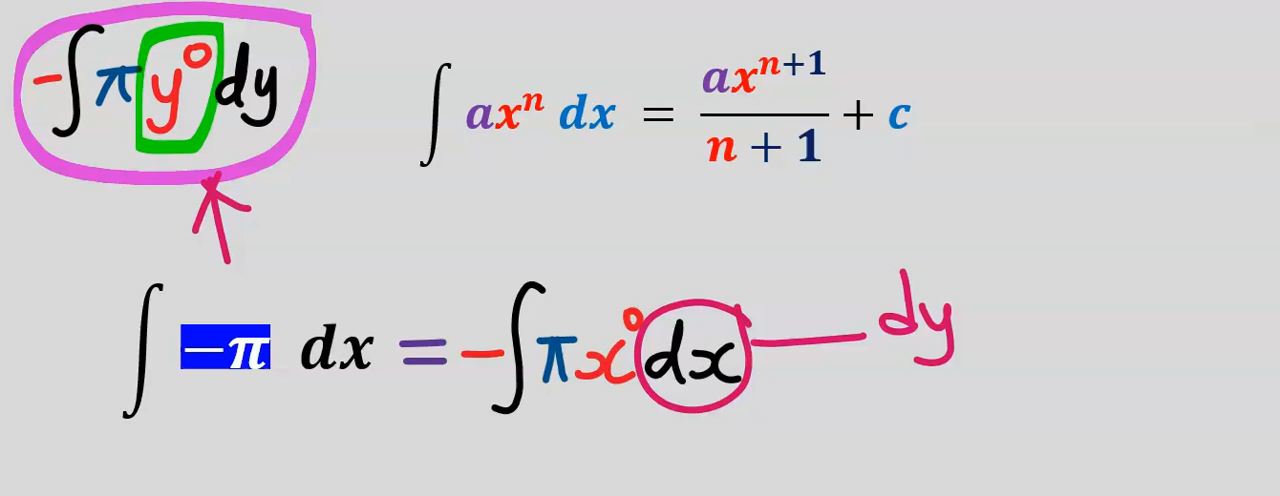 -∫πy⁰dy
∫ axⁿ dx = axⁿ⁺¹/(n + 1) + c
∫ -π dx = -∫πx⁰dx — dy